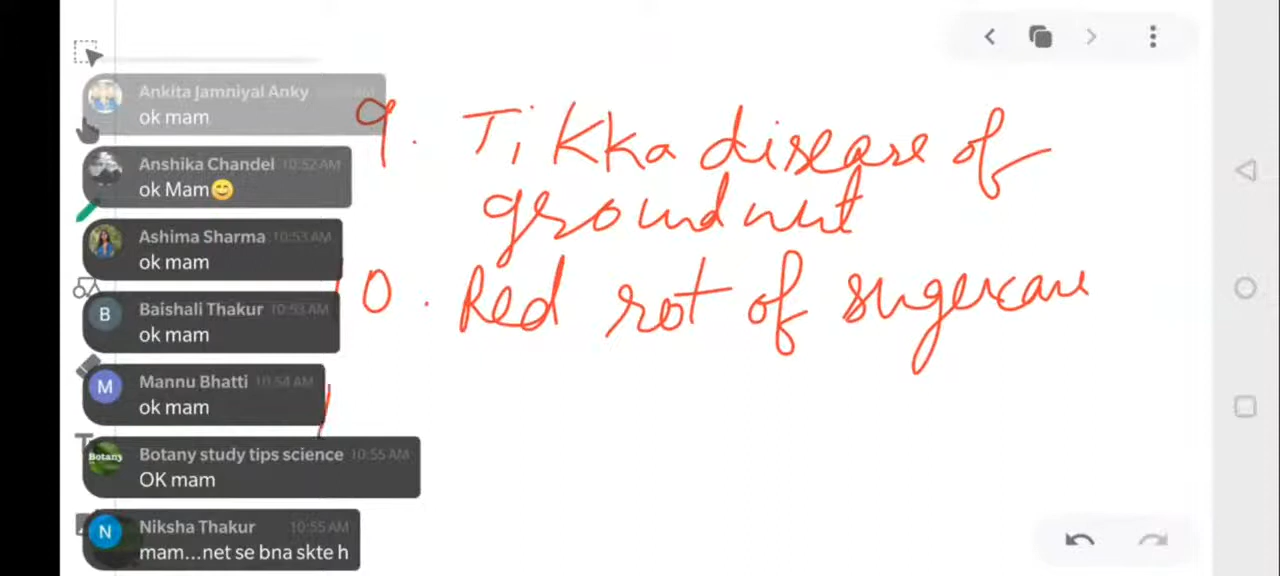 Ankita Jamniyal Anky
ok mam
Anshika Chandel 10:52 AM
ok Mam😊
Ashima Sharma 10:53 AM
ok mam
B
Baishali Thakur 10:53 AM
ok mam
M
Mannu Bhatti 10:54 AM
ok mam
Botany
Botany study tips science 10:55 AM
OK mam
N
Niksha Thakur 10:55 AM
mam...net se bna skte h
9. Tikka disease of
groundnut
10. Red rot of sugercane